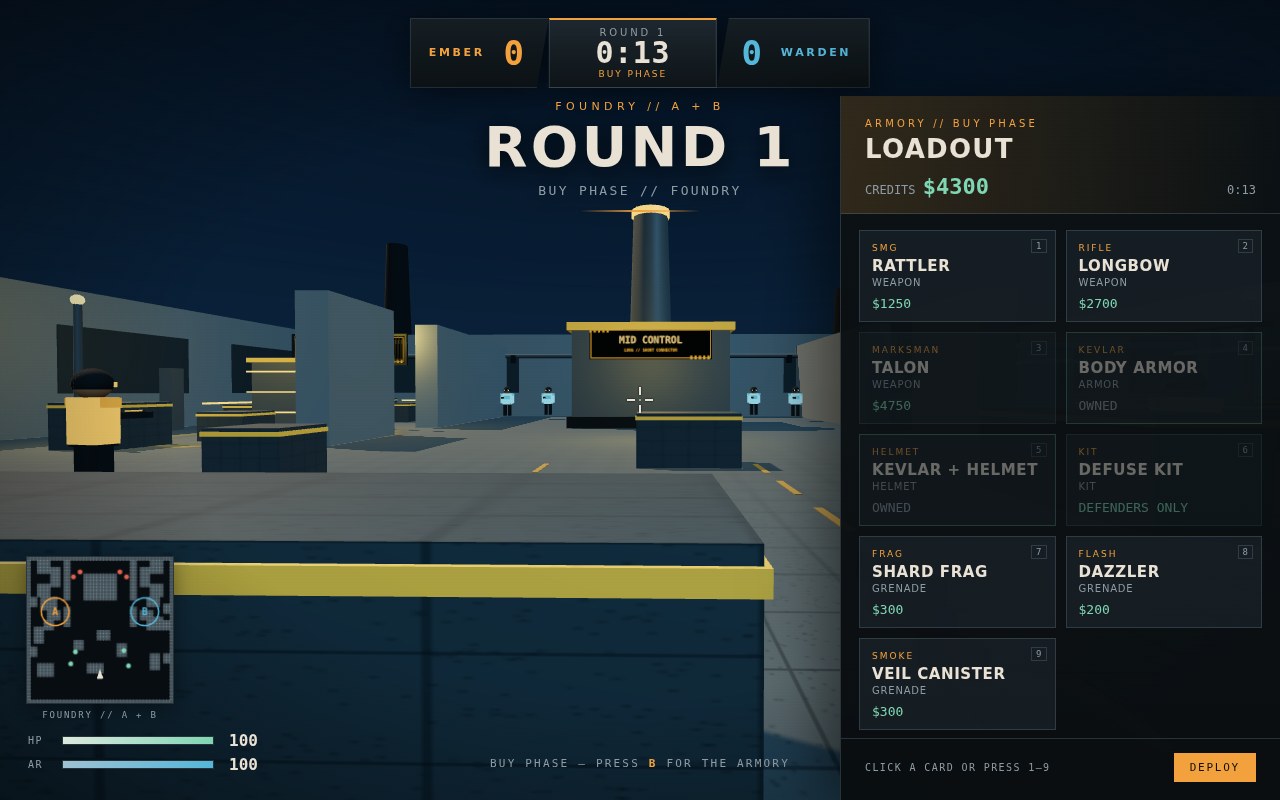 EMBER 0
ROUND 1
0:13
BUY PHASE
0 WARDEN
FOUNDRY // A + B
ROUND 1
BUY PHASE // FOUNDRY
MID CONTROL
ARMORY // BUY PHASE
LOADOUT
CREDITS $4300
0:13
SMG 1
RATTLER
WEAPON
$1250
RIFLE 2
LONGBOW
WEAPON
$2700
MARKSMAN 3
TALON
WEAPON
$4750
KEVLAR 4
BODY ARMOR
ARMOR
OWNED
HELMET 5
KEVLAR + HELMET
HELMET
OWNED
KIT 6
DEFUSE KIT
KIT
DEFENDERS ONLY
FRAG 7
SHARD FRAG
GRENADE
$300
FLASH 8
DAZZLER
GRENADE
$200
SMOKE 9
VEIL CANISTER
GRENADE
$300
A
B
FOUNDRY // A + B
HP 100
AR 100
BUY PHASE — PRESS B FOR THE ARMORY
CLICK A CARD OR PRESS 1–9
DEPLOY